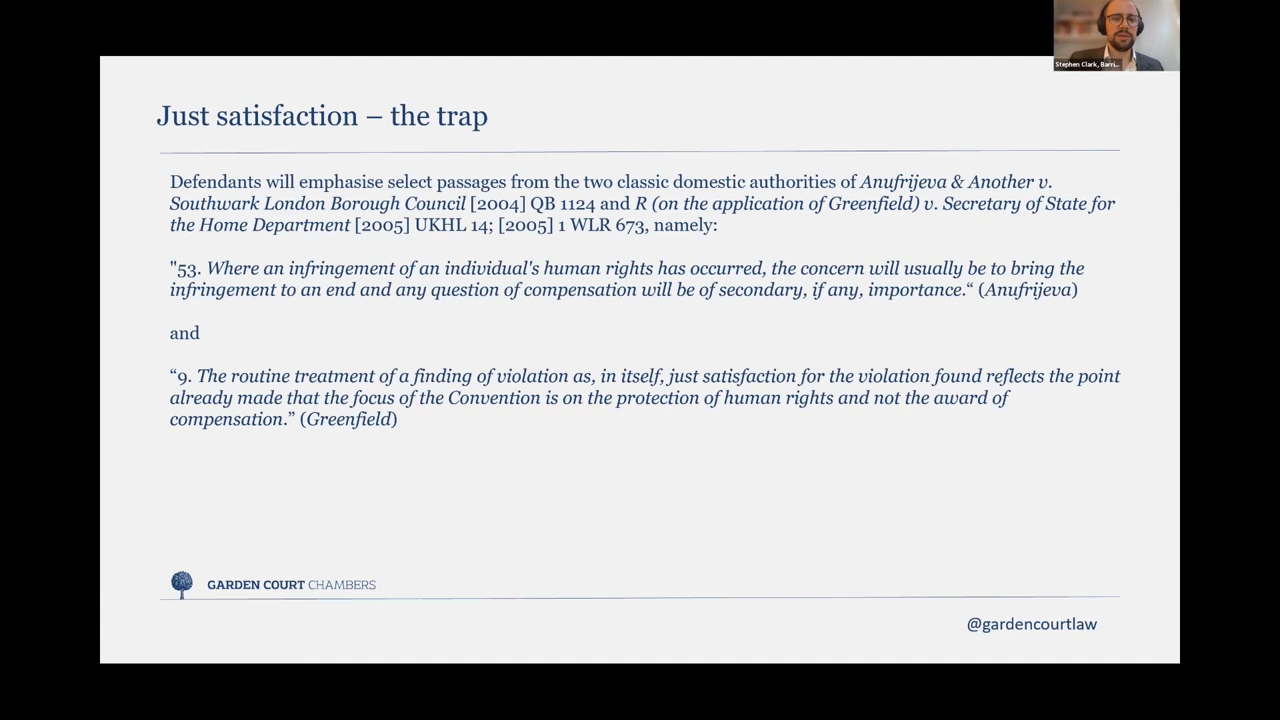 Stephen Clark, Barri...
Just satisfaction – the trap
Defendants will emphasise select passages from the two classic domestic authorities of Anufrijeva & Another v.
Southwark London Borough Council [2004] QB 1124 and R (on the application of Greenfield) v. Secretary of State for
the Home Department [2005] UKHL 14; [2005] 1 WLR 673, namely:
"53. Where an infringement of an individual's human rights has occurred, the concern will usually be to bring the
infringement to an end and any question of compensation will be of secondary, if any, importance.“ (Anufrijeva)
and
“9. The routine treatment of a finding of violation as, in itself, just satisfaction for the violation found reflects the point
already made that the focus of the Convention is on the protection of human rights and not the award of
compensation.” (Greenfield)
GARDEN COURT CHAMBERS
@gardencourtlaw